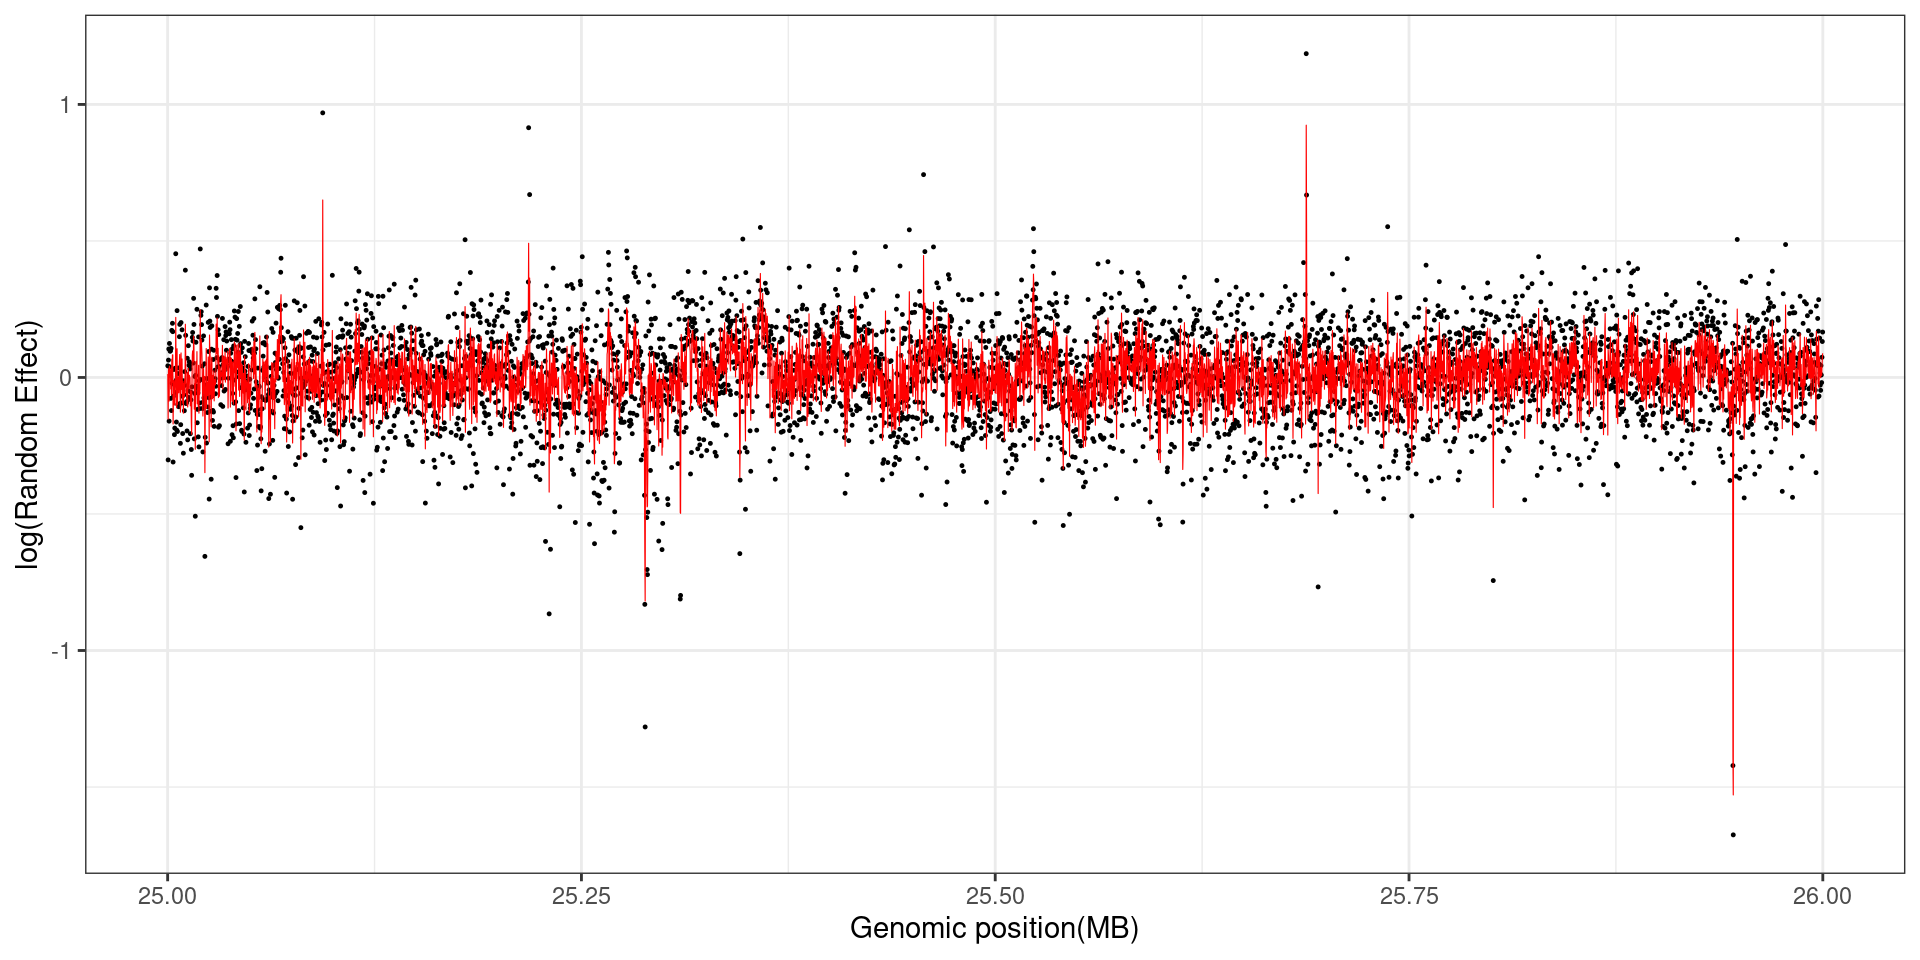 log(Random Effect)
1
0
-1
25.00 25.25 25.50 25.75 26.00
Genomic position(MB)